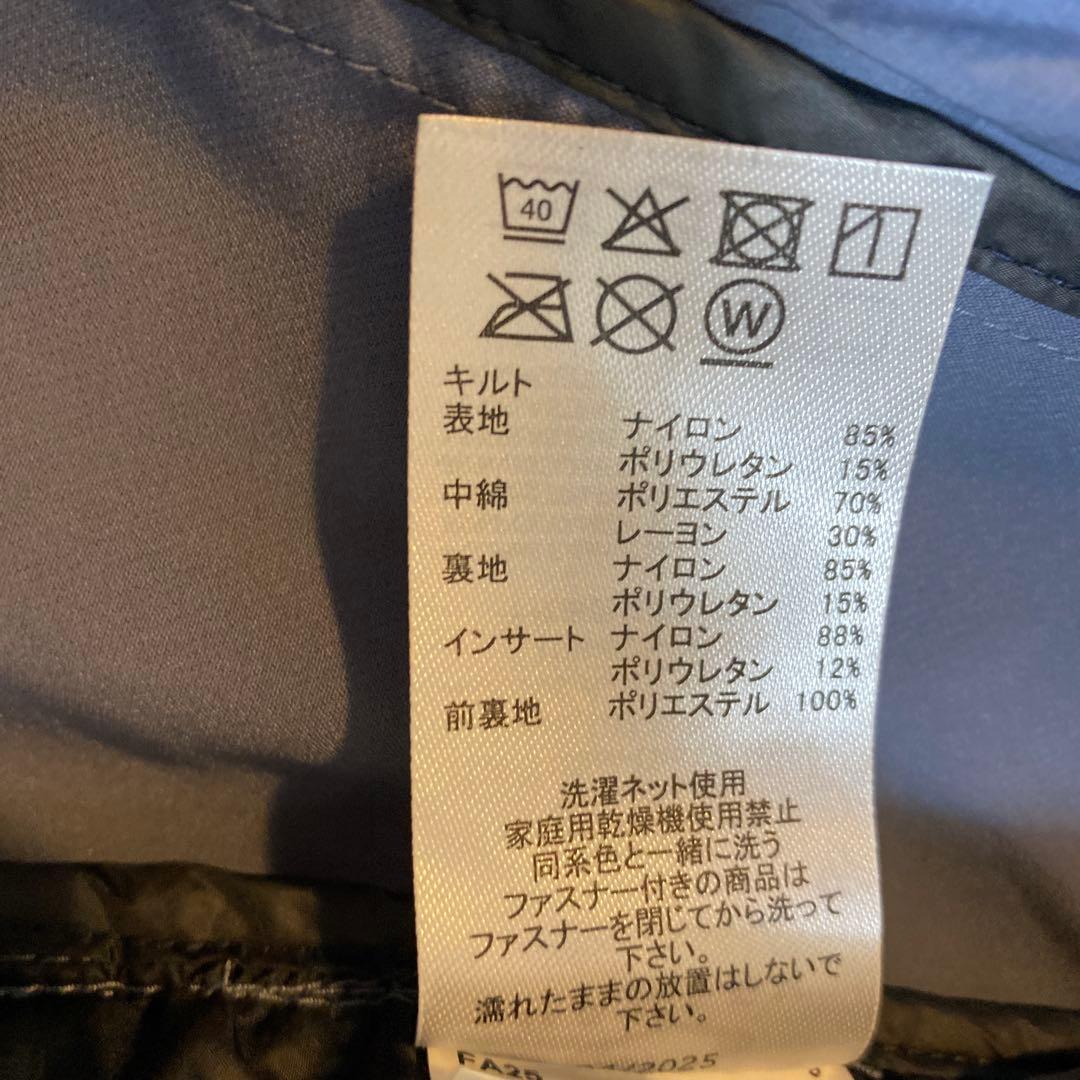 40
W
キルト
表地 ナイロン 85%
ポリウレタン 15%
中綿 ポリエステル 70%
レーヨン 30%
裏地 ナイロン 85%
ポリウレタン 15%
インサート ナイロン 88%
ポリウレタン 12%
前裏地 ポリエステル 100%
洗濯ネット使用
家庭用乾燥機使用禁止
同系色と一緒に洗う
ファスナー付きの商品は
ファスナーを閉じてから洗って
下さい。
濡れたままの放置はしないで
下さい。
FA25 2025